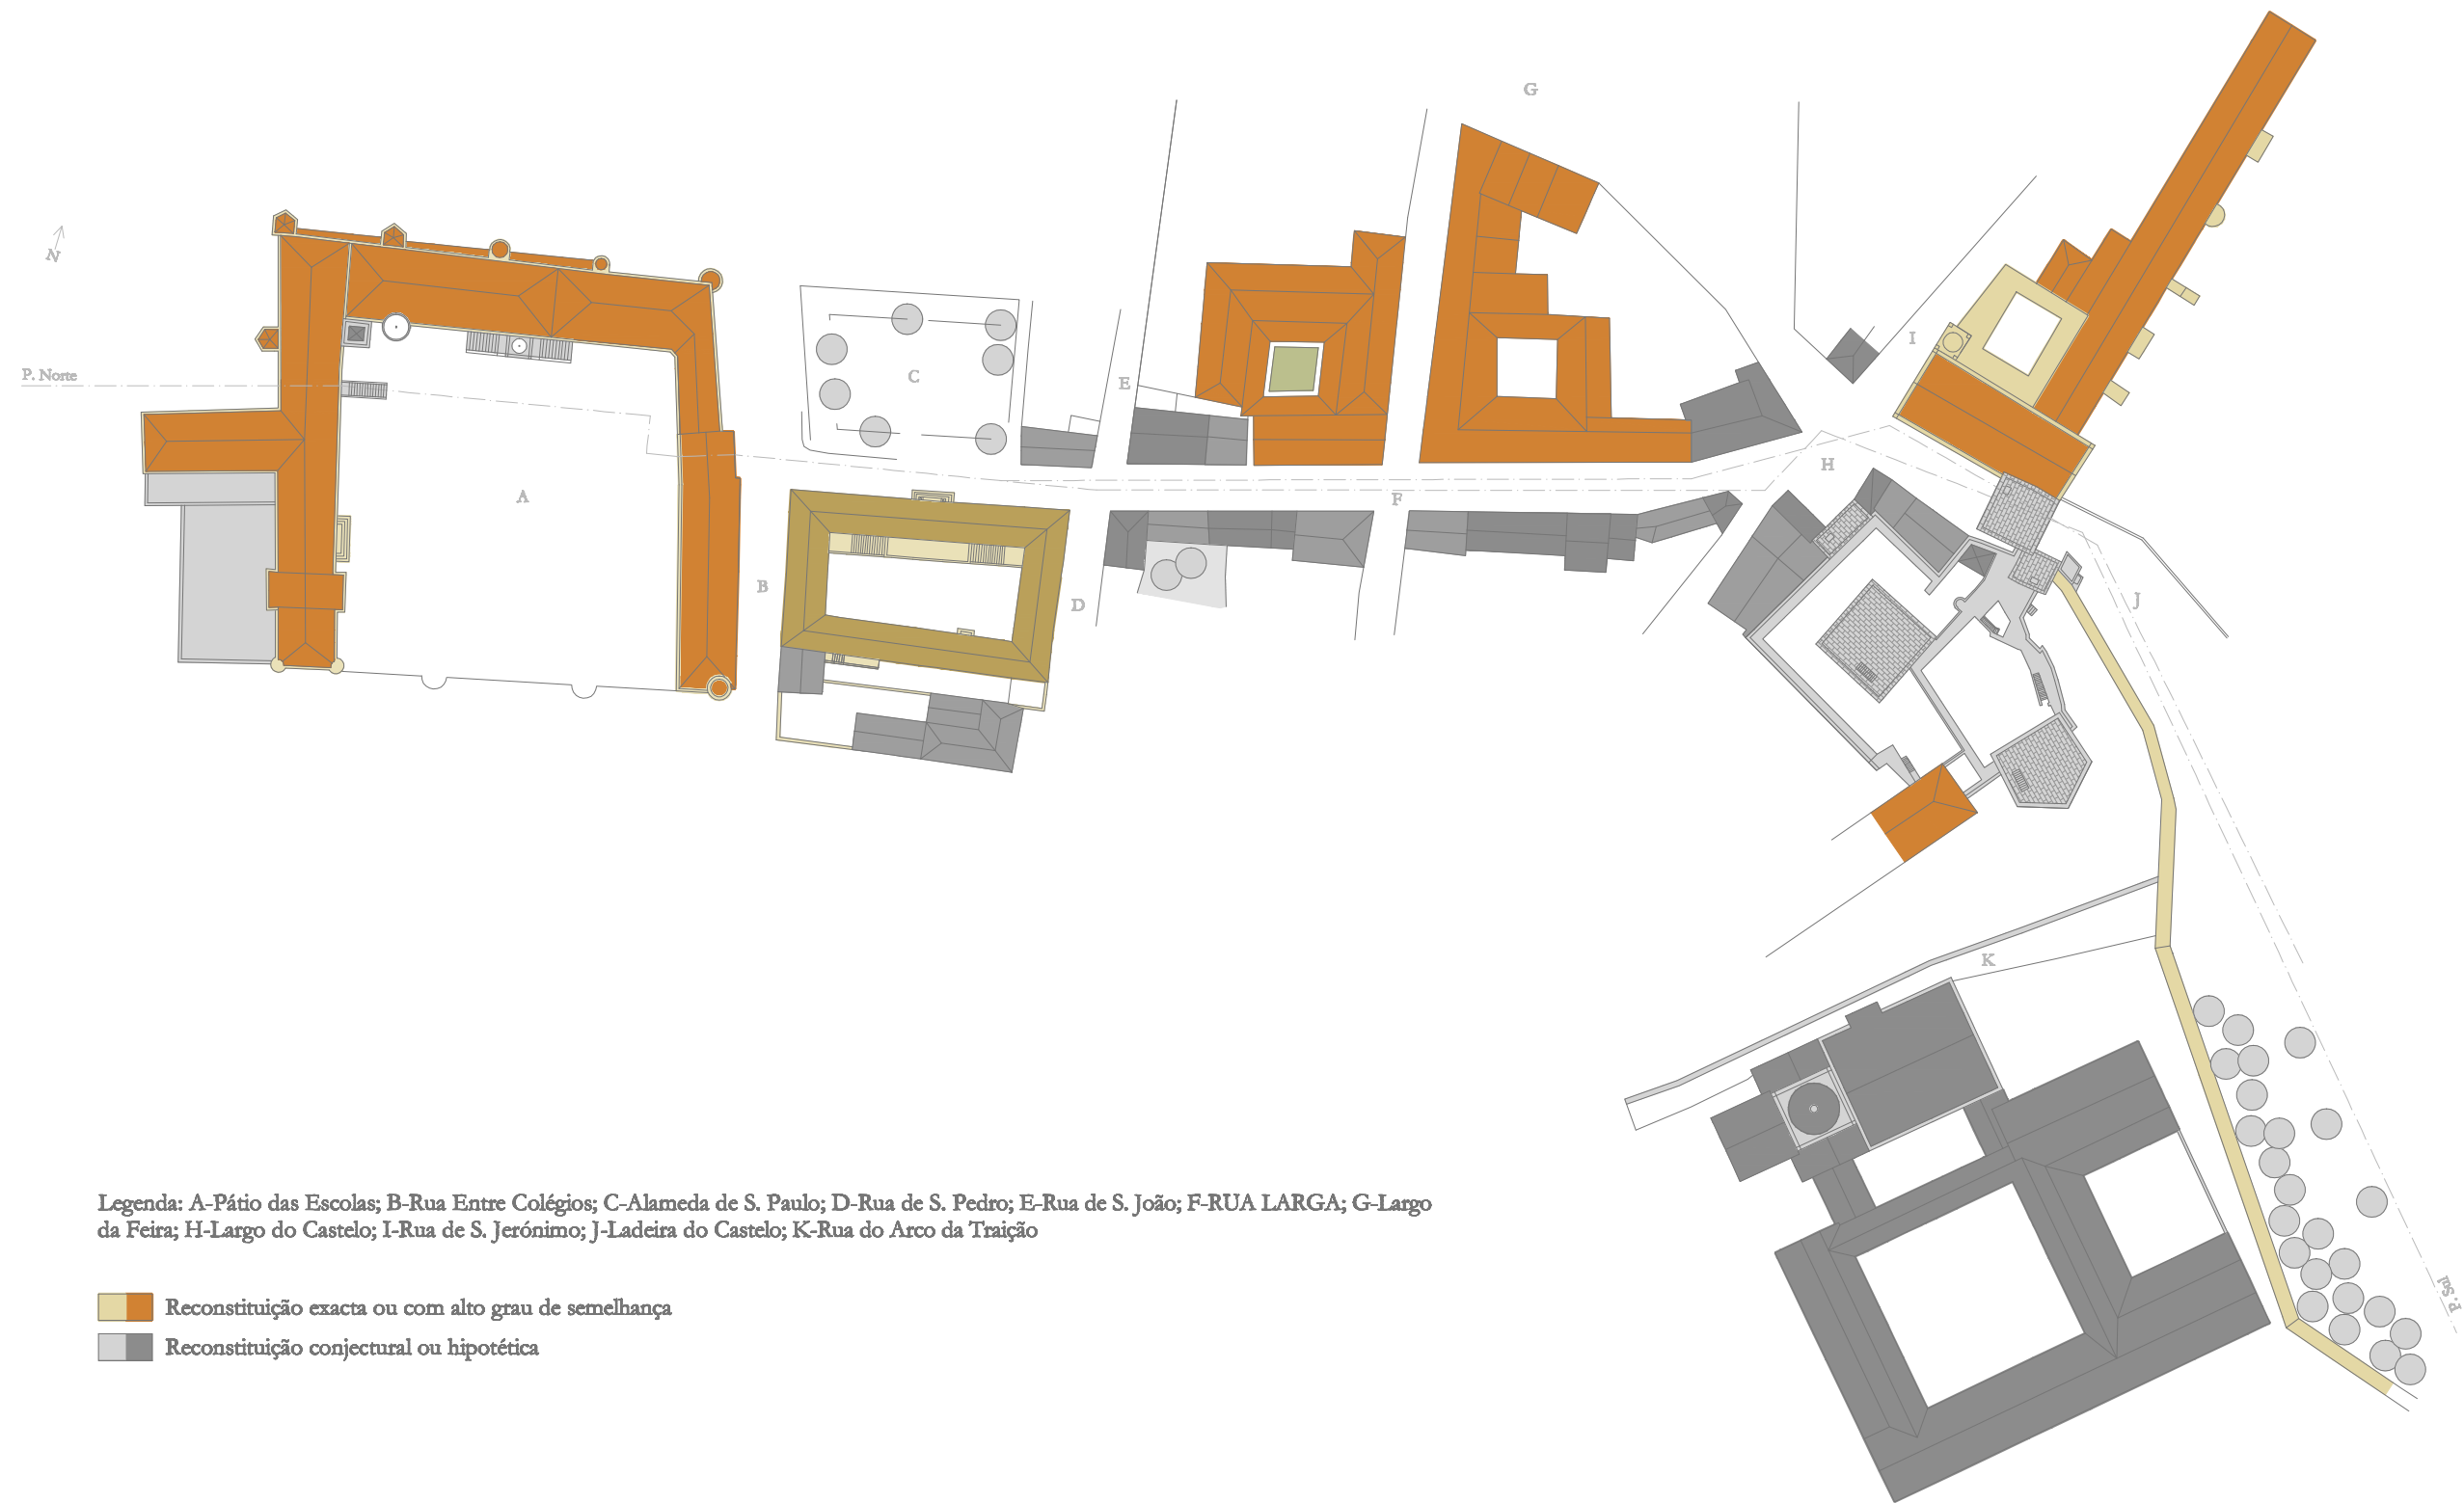 G
N
P. Norte
C
E
I
H
F
A
B
D
J
K
P. Sul
Legenda: A-Pátio das Escolas; B-Rua Entre Colégios; C-Alameda de S. Paulo; D-Rua de S. Pedro; E-Rua de S. João; F-RUA LARGA; G-Largo
da Feira; H-Largo do Castelo; I-Rua de S. Jerónimo; J-Ladeira do Castelo; K-Rua do Arco da Traição
Reconstituição exacta ou com alto grau de semelhança
Reconstituição conjectural ou hipotética